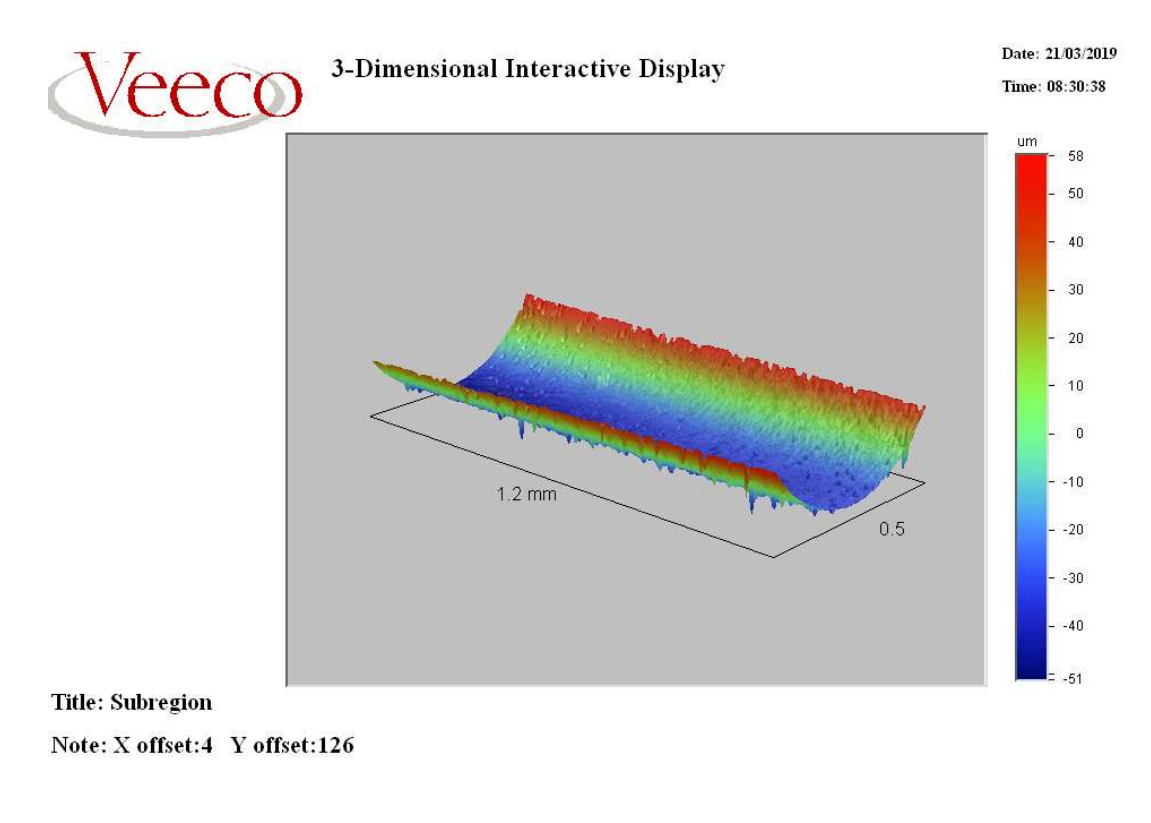 Veeco
3-Dimensional Interactive Display
Date: 21/03/2019
Time: 08:30:38
um
58
50
40
30
20
10
0
-10
-20
-30
-40
-51
1.2 mm
0.5
Title: Subregion
Note: X offset:4 Y offset:126